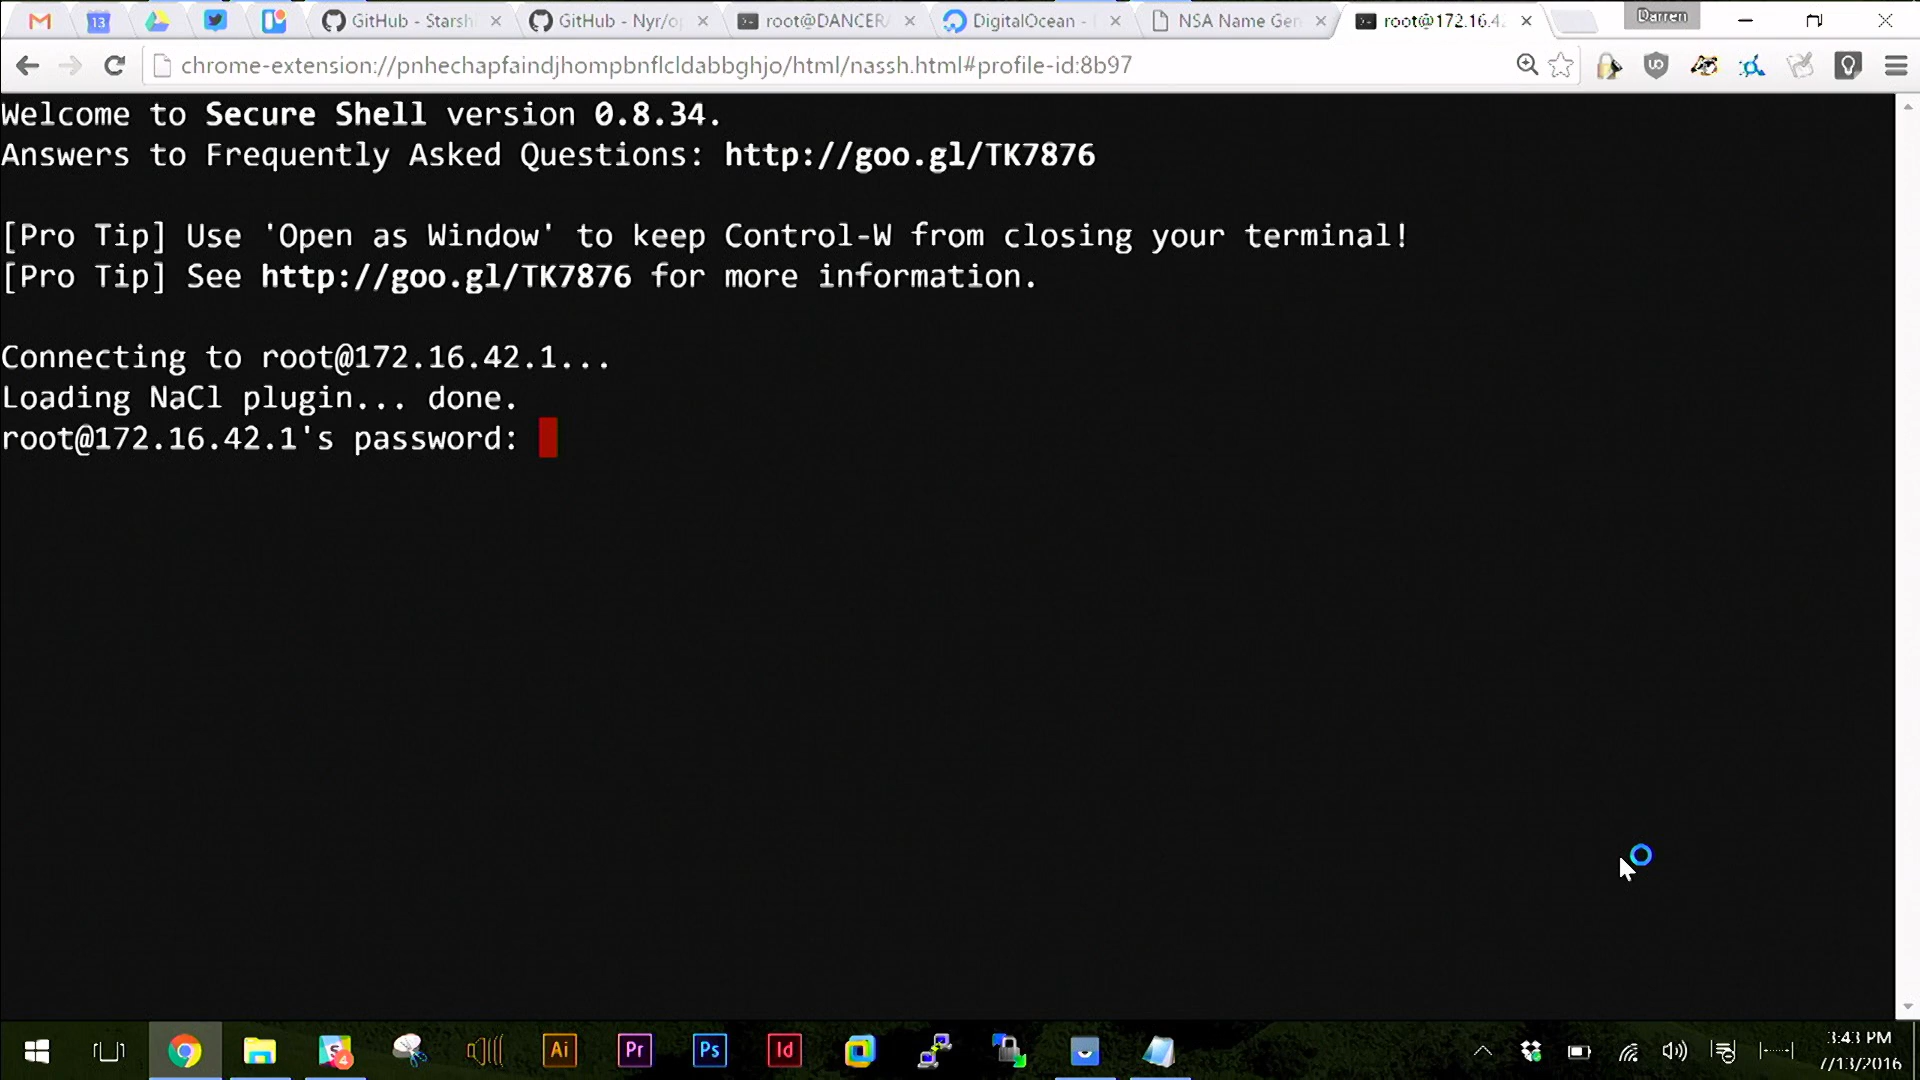 13
GitHub - Starsh
GitHub - Nyr/op
root@DANCER
DigitalOcean -
NSA Name Gen
root@172.16.4
Darren
chrome-extension://pnhechapfaindjhompbnflcldabbghjo/html/nassh.html#profile-id:8b97
Welcome to Secure Shell version 0.8.34.
Answers to Frequently Asked Questions: http://goo.gl/TK7876
[Pro Tip] Use 'Open as Window' to keep Control-W from closing your terminal!
[Pro Tip] See http://goo.gl/TK7876 for more information.
Connecting to root@172.16.42.1...
Loading NaCl plugin... done.
root@172.16.42.1's password:
4
Ai
Pr
Ps
Id
3:43 PM
7/13/2016